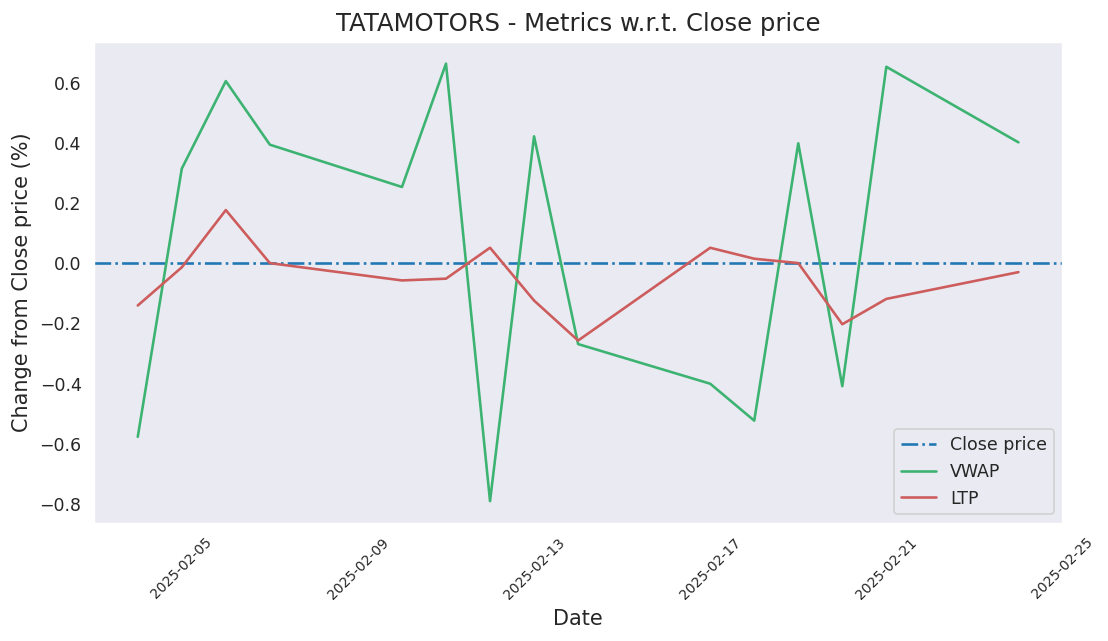 TATAMOTORS - Metrics w.r.t. Close price
Change from Close price (%)
0.6
0.4
0.2
0.0
−0.2
−0.4
−0.6
−0.8
Close price
VWAP
LTP
2025-02-05
2025-02-09
2025-02-13
2025-02-17
2025-02-21
2025-02-25
Date